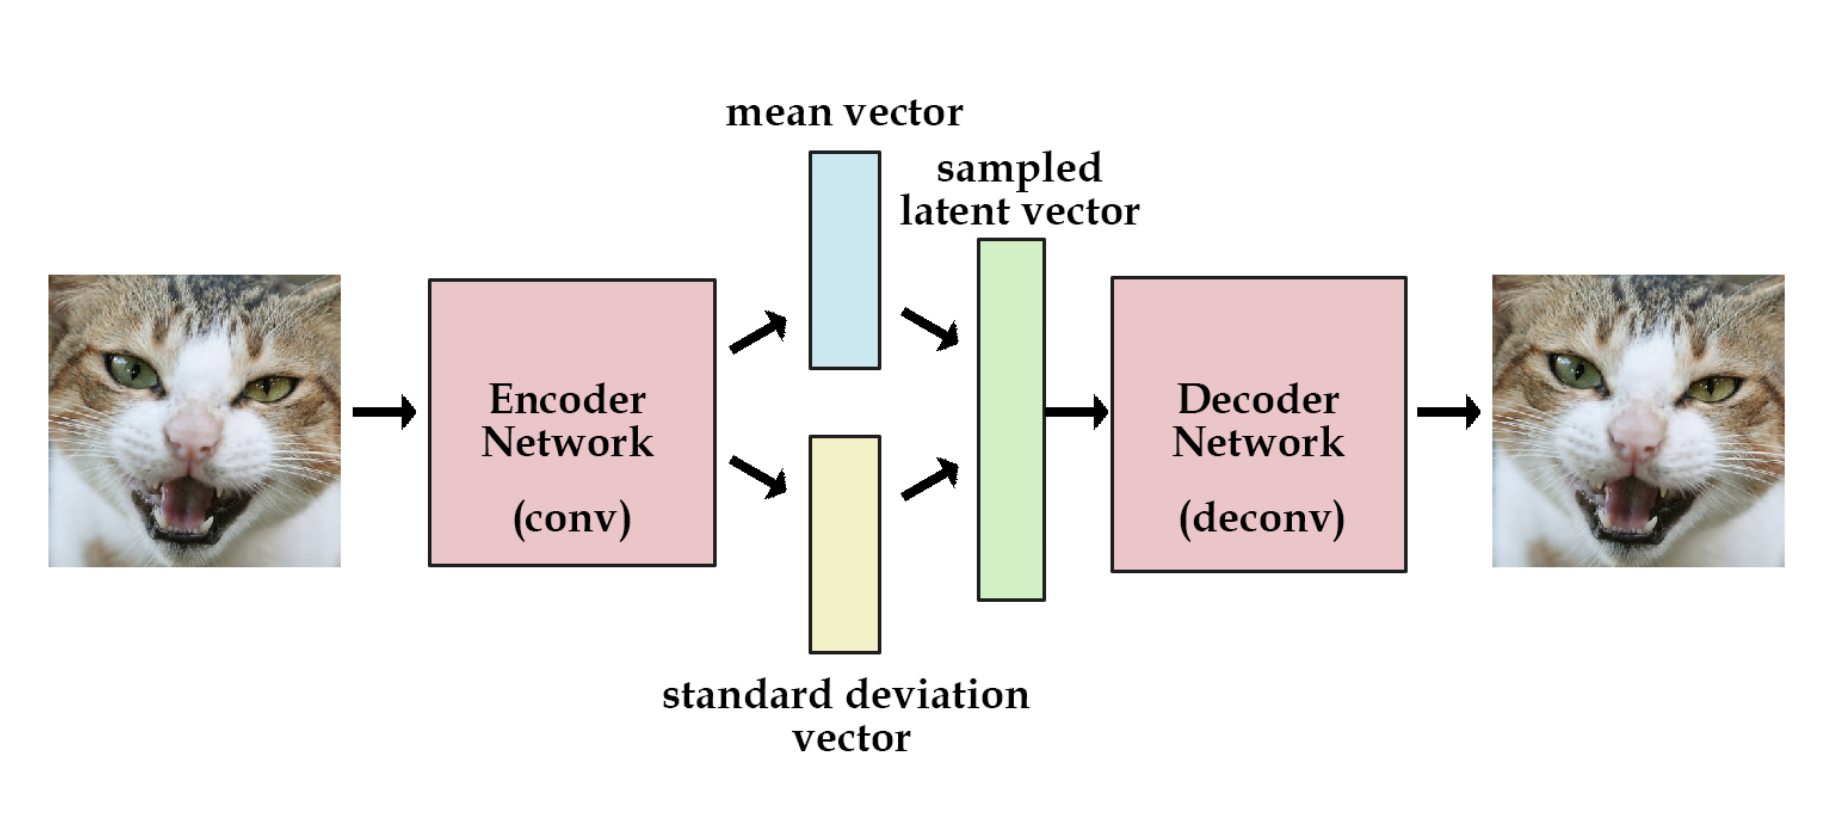 mean vector
sampled
latent vector
Encoder
Network
(conv)
Decoder
Network
(deconv)
standard deviation
vector